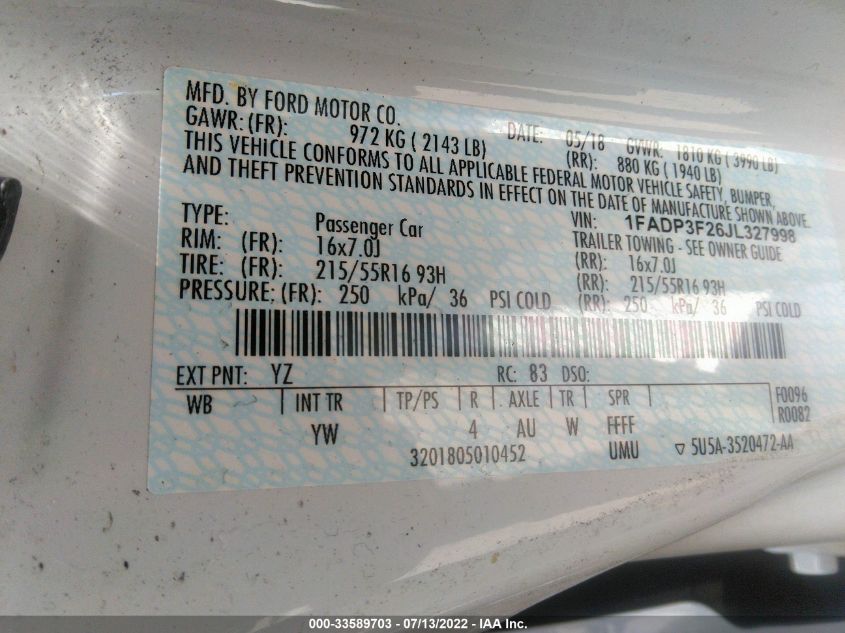 MFD. BY FORD MOTOR CO.
DATE: 05/18 GVWR: 1810 KG ( 3990 LB)
GAWR: (FR): 972 KG ( 2143 LB) (RR): 880 KG ( 1940 LB)
THIS VEHICLE CONFORMS TO ALL APPLICABLE FEDERAL MOTOR VEHICLE SAFETY, BUMPER,
AND THEFT PREVENTION STANDARDS IN EFFECT ON THE DATE OF MANUFACTURE SHOWN ABOVE.
VIN: 1FADP3F26JL327998
TYPE: Passenger Car TRAILER TOWING - SEE OWNER GUIDE
RIM: (FR): 16x7.0J (RR): 16x7.0J
TIRE: (FR): 215/55R16 93H (RR): 215/55R16 93H
PRESSURE: (FR): 250 kPa/ 36 PSI COLD (RR): 250 kPa/ 36 PSI COLD
EXT PNT: YZ RC: 83 DSO:
WB INT TR TP/PS R AXLE TR SPR F0096
R0082
YW 4 AU W FFFF
3201805010452 UMU ▽ 5U5A-3520472-AA
000-33589703 - 07/13/2022 - IAA Inc.